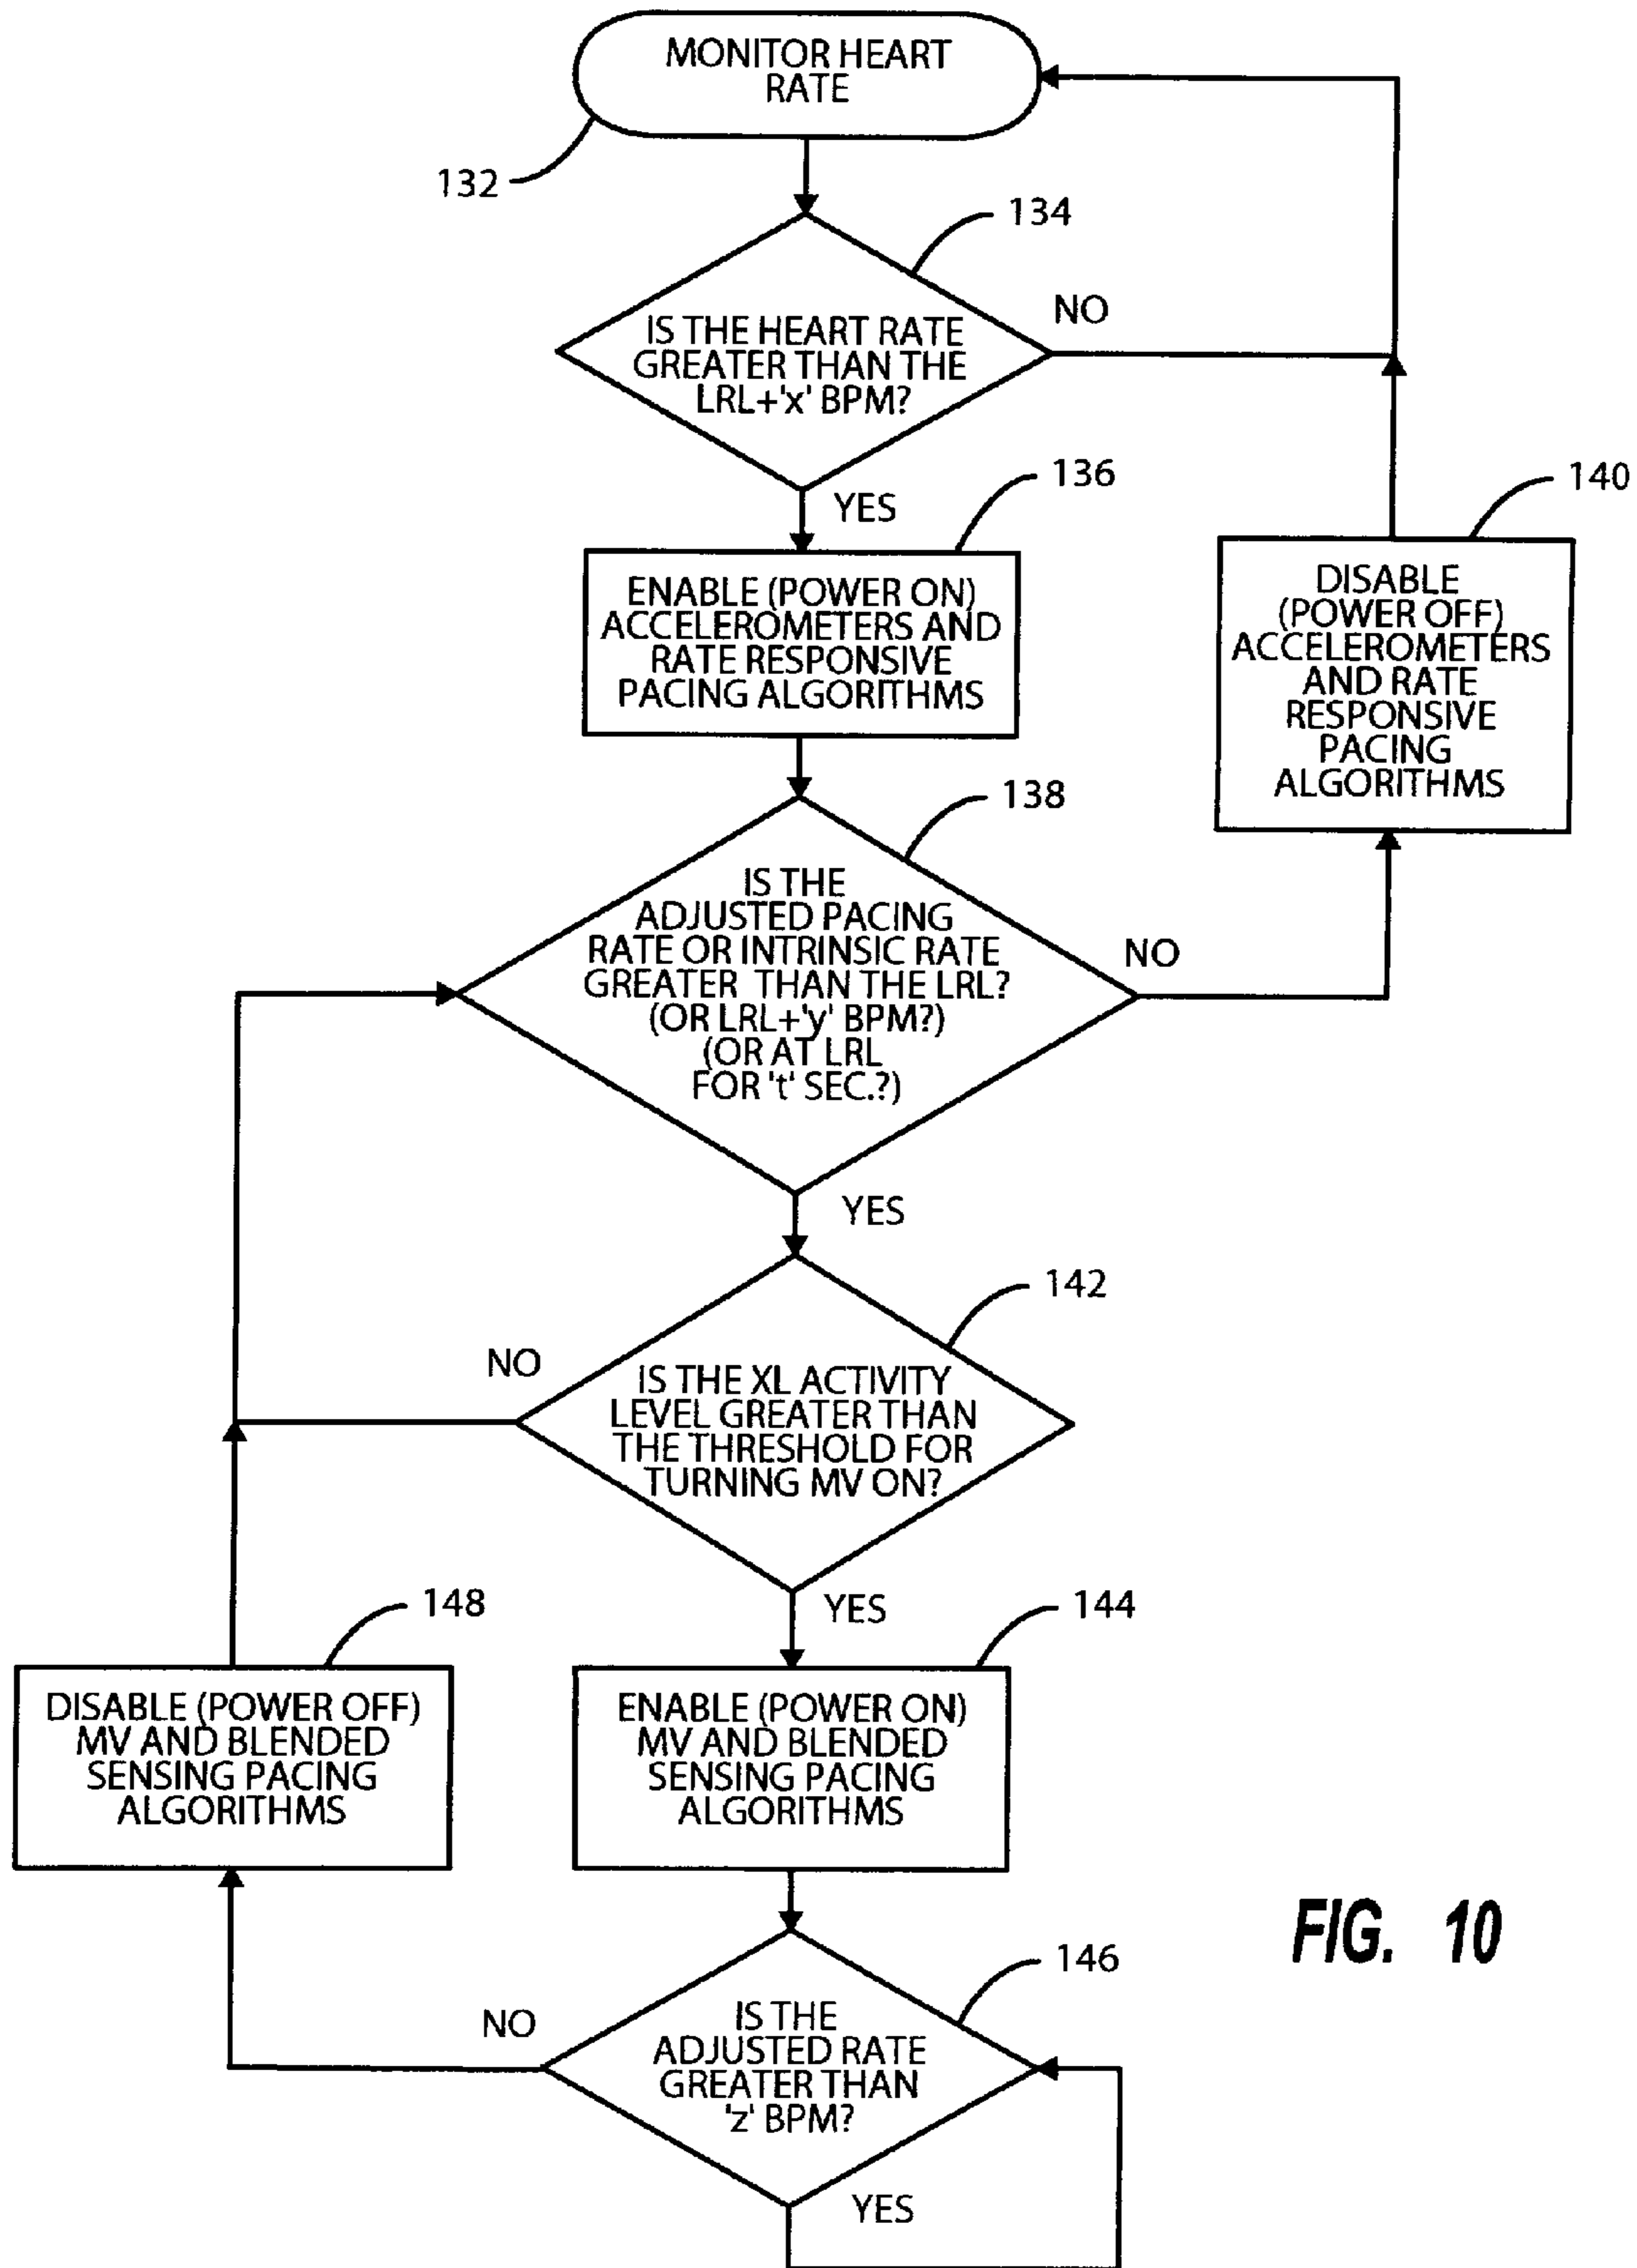 MONITOR HEART
RATE
132
134
IS THE HEART RATE
GREATER THAN THE
LRL+'x' BPM?
NO
YES
136
ENABLE (POWER ON)
ACCELEROMETERS AND
RATE RESPONSIVE
PACING ALGORITHMS
140
DISABLE
(POWER OFF)
ACCELEROMETERS
AND RATE
RESPONSIVE
PACING
ALGORITHMS
138
IS THE
ADJUSTED PACING
RATE OR INTRINSIC RATE
GREATER THAN THE LRL?
(OR LRL+'y' BPM?)
(OR AT LRL
FOR 't' SEC.?)
NO
YES
142
NO
IS THE XL ACTIVITY
LEVEL GREATER THAN
THE THRESHOLD FOR
TURNING MV ON?
YES
148
DISABLE (POWER OFF)
MV AND BLENDED
SENSING PACING
ALGORITHMS
144
ENABLE (POWER ON)
MV AND BLENDED
SENSING PACING
ALGORITHMS
146
NO
IS THE
ADJUSTED RATE
GREATER THAN
'z' BPM?
YES
FIG. 10